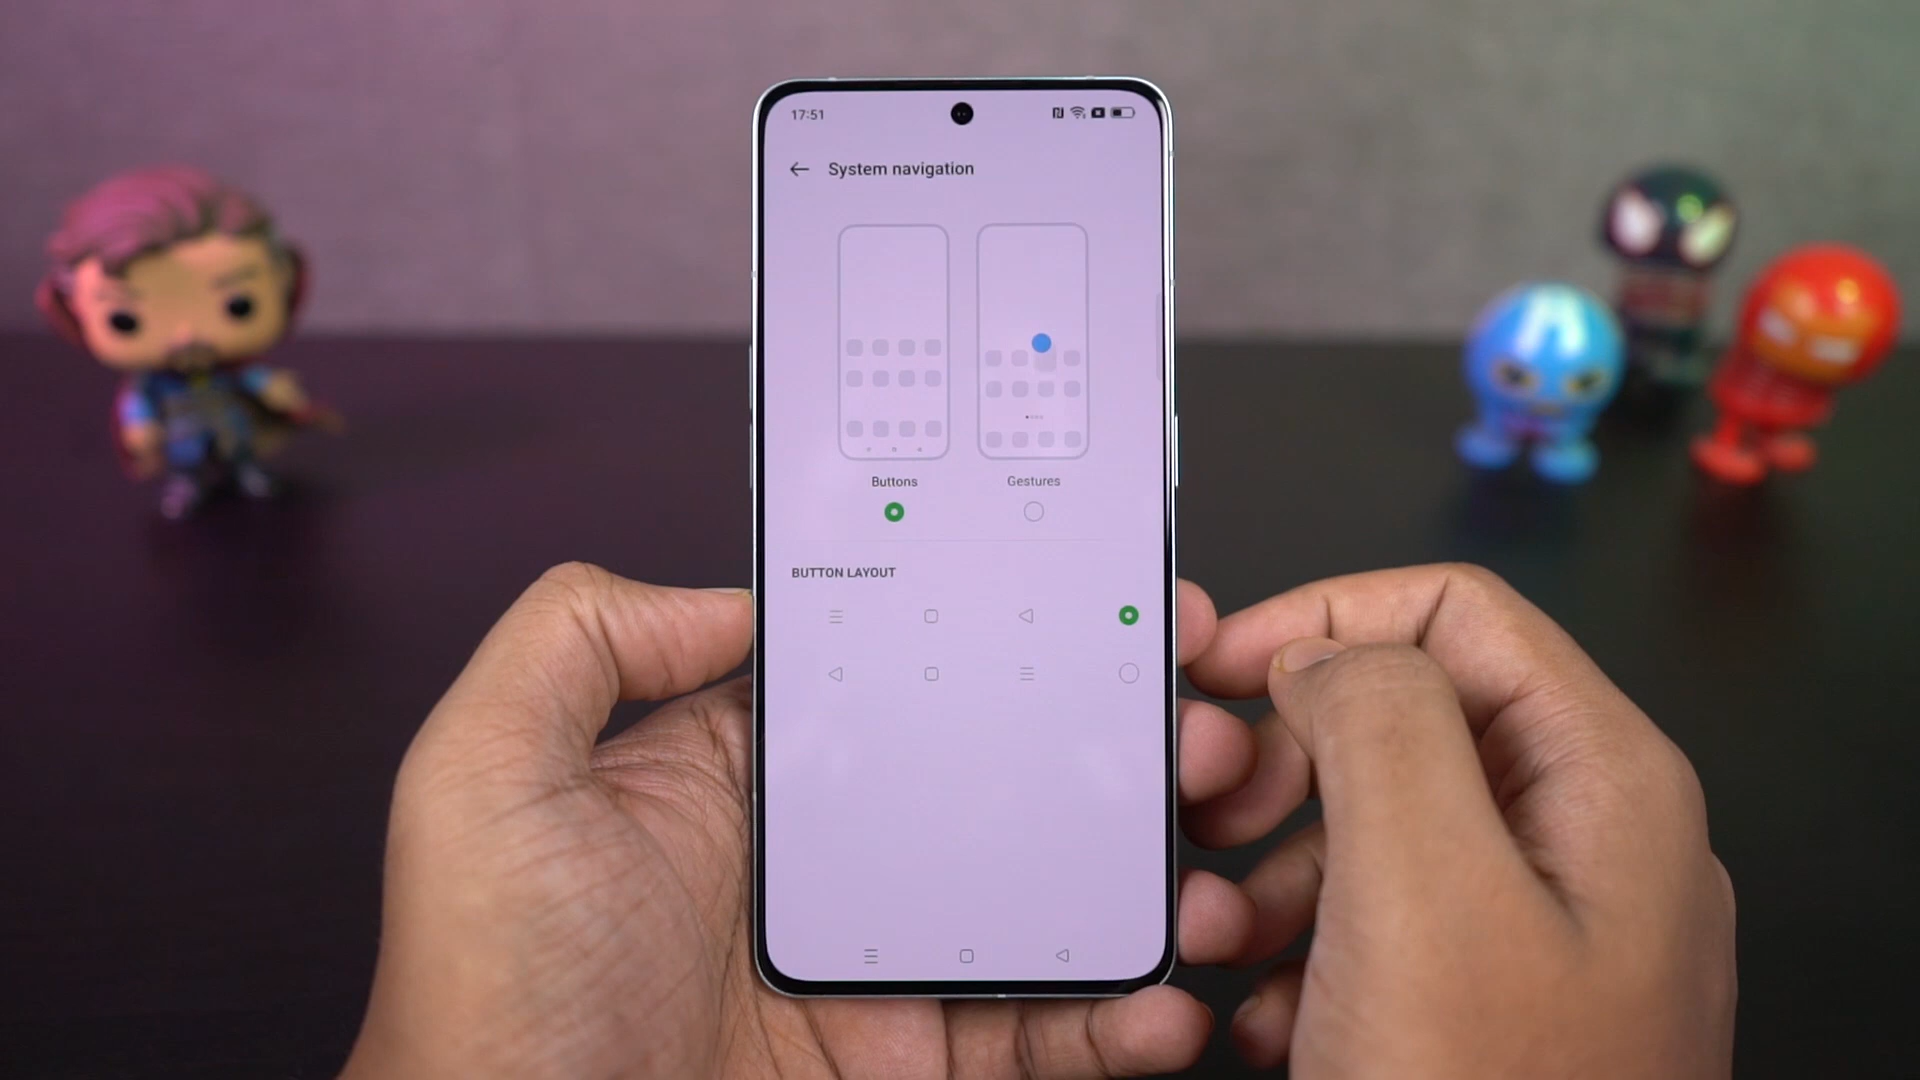 17:51
System navigation
Buttons
Gestures
BUTTON LAYOUT